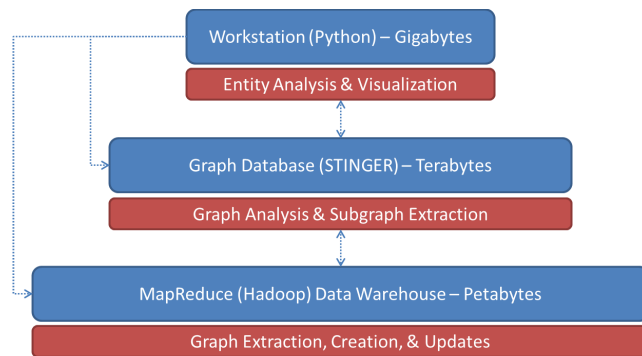 Workstation (Python) – Gigabytes
Entity Analysis & Visualization
Graph Database (STINGER) – Terabytes
Graph Analysis & Subgraph Extraction
MapReduce (Hadoop) Data Warehouse – Petabytes
Graph Extraction, Creation, & Updates